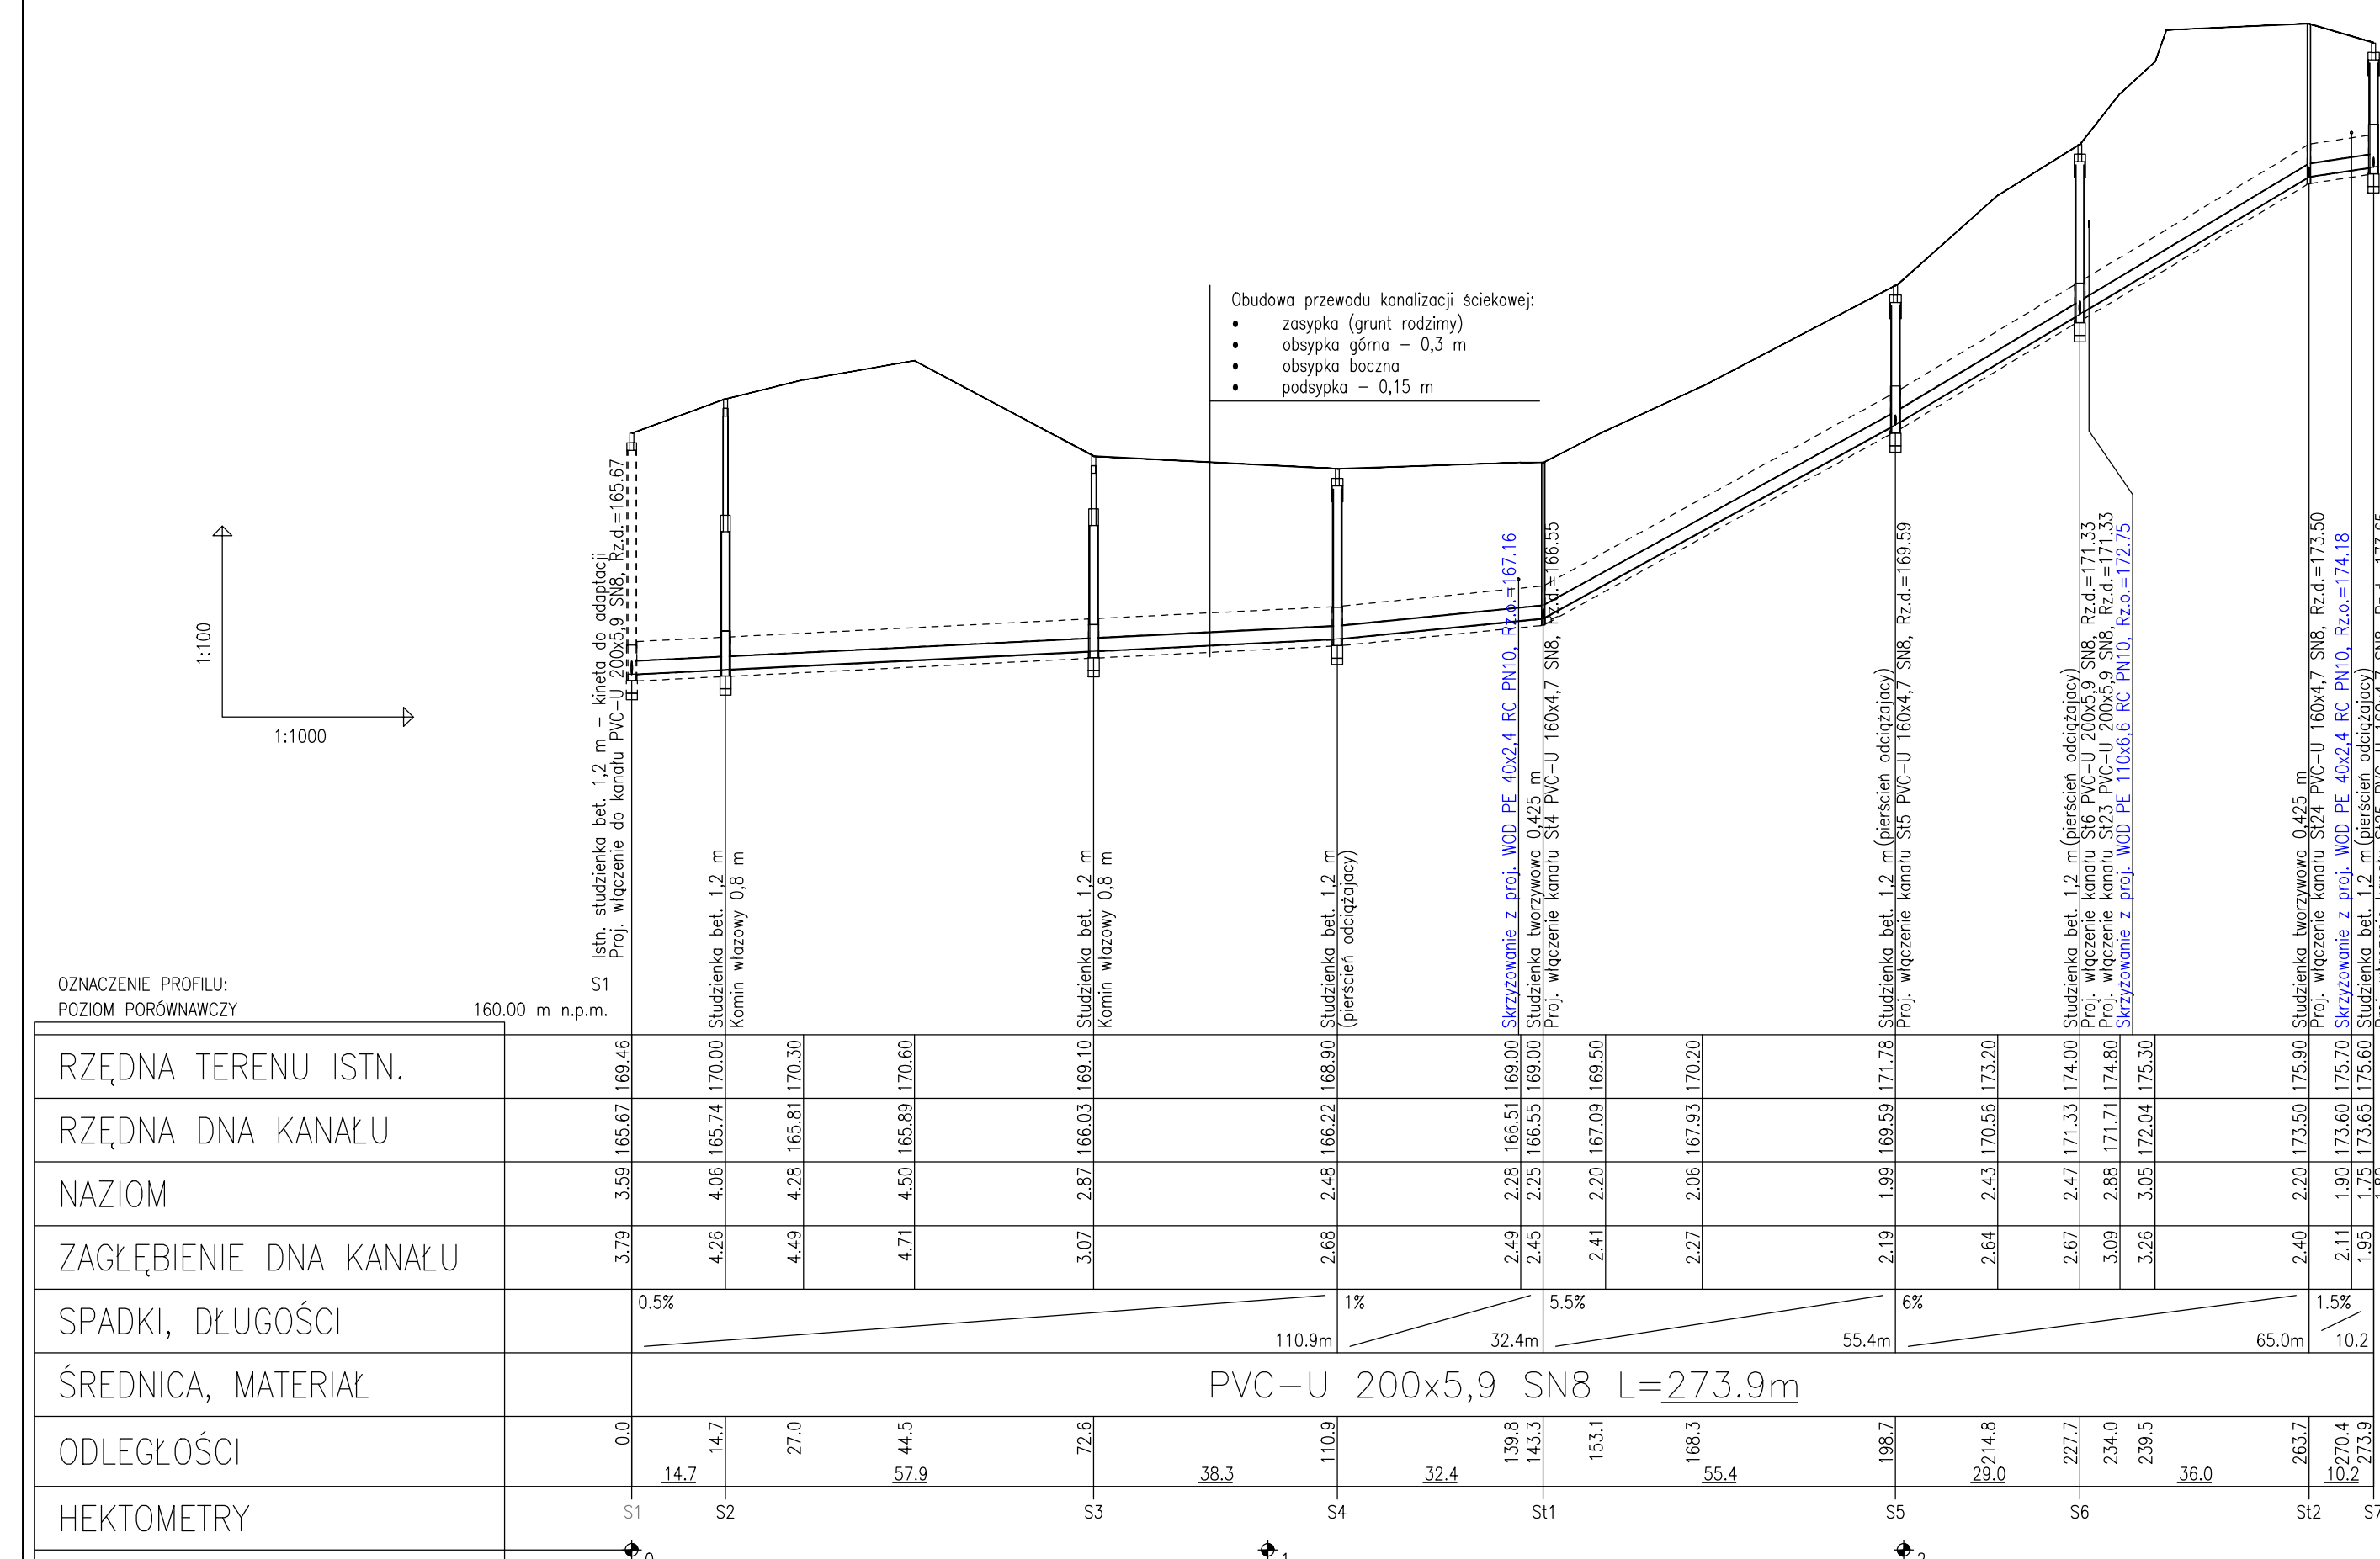 Obudowa przewodu kanalizacji ściekowej:
• zasypka (grunt rodzimy)
• obsypka górna – 0,3 m
• obsypka boczna
• podsypka – 0,15 m
1:100
1:1000
Istn. studzienka bet. 1,2 m – kineta do adaptacji
Proj. włączenie do kanału PVC–U 200x5,9 SN8, Rz.d.=165.67
Studzienka bet. 1,2 m
Komin włazowy 0,8 m
Studzienka bet. 1,2 m
Komin włazowy 0,8 m
Studzienka bet. 1,2 m
(pierścień odciążajacy)
Skrzyżowanie z proj. WOD PE 40x2,4 RC PN10, Rz.o.=167.16
Studzienka tworzywowa 0,425 m
Proj. włączenie kanału St4 PVC–U 160x4,7 SN8, Rz.d.=166.55
Studzienka bet. 1,2 m (pierścień odciążajacy)
Proj. włączenie kanału St5 PVC–U 160x4,7 SN8, Rz.d.=169.59
Studzienka bet. 1,2 m (pierścień odciążajacy)
Proj. włączenie kanału St6 PVC–U 200x5,9 SN8, Rz.d.=171.33
Proj. włączenie kanału St23 PVC–U 200x5,9 SN8, Rz.d.=171.33
Skrzyżowanie z proj. WOD PE 110x6,6 RC PN10, Rz.o.=172.75
Studzienka tworzywowa 0,425 m
Proj. włączenie kanału St24 PVC–U 160x4,7 SN8, Rz.d.=173.50
Skrzyżowanie z proj. WOD PE 40x2,4 RC PN10, Rz.o.=174.18
Studzienka bet. 1,2 m (pierścień odciążajacy)
OZNACZENIE PROFILU: S1
POZIOM PORÓWNAWCZY 160.00 m n.p.m.
RZĘDNA TERENU ISTN. 169.46 170.00 170.30 170.60 169.10 168.90 169.00 169.00 169.50 170.20 171.78 173.20 174.00 174.80 175.30 175.90 175.70 175.60
RZĘDNA DNA KANAŁU 165.67 165.74 165.81 165.89 166.03 166.22 166.51 166.55 167.09 167.93 169.59 170.56 171.33 171.71 172.04 173.50 173.60 173.65
NAZIOM 3.59 4.06 4.28 4.50 2.87 2.48 2.28 2.25 2.20 2.06 1.99 2.43 2.47 2.88 3.05 2.20 1.90 1.75
ZAGŁĘBIENIE DNA KANAŁU 3.79 4.26 4.49 4.71 3.07 2.68 2.49 2.45 2.41 2.27 2.19 2.64 2.67 3.09 3.26 2.40 2.11 1.95
SPADKI, DŁUGOŚCI 0.5% 110.9m 1% 32.4m 5.5% 55.4m 6% 65.0m 1.5% 10.2
ŚREDNICA, MATERIAŁ PVC–U 200x5,9 SN8 L=273.9m
ODLEGŁOŚCI 0.0 14.7 27.0 44.5 72.6 110.9 139.8 143.3 153.1 168.3 198.7 214.8 227.7 234.0 239.5 263.7 270.4 273.9
14.7 57.9 38.3 32.4 55.4 29.0 36.0 10.2
HEKTOMETRY S1 S2 S3 S4 St1 S5 S6 St2 S7
0 1 2